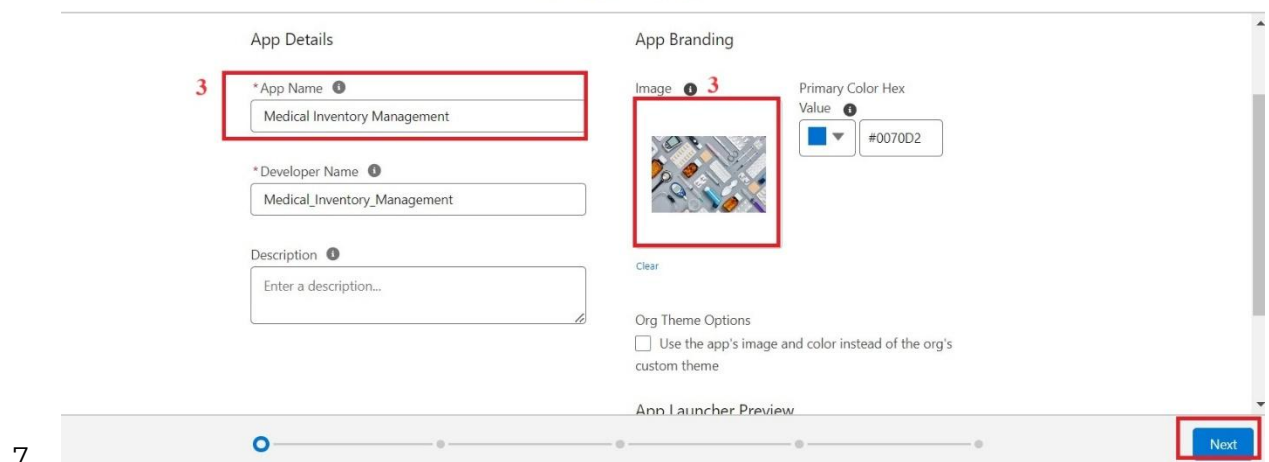 App Details
App Branding
3
*App Name
Medical Inventory Management
*Developer Name
Medical_Inventory_Management
Description
Enter a description...
Image 3
Primary Color Hex
Value
#0070D2
Clear
Org Theme Options
Use the app's image and color instead of the org's
custom theme
App Launcher Preview
Next
7